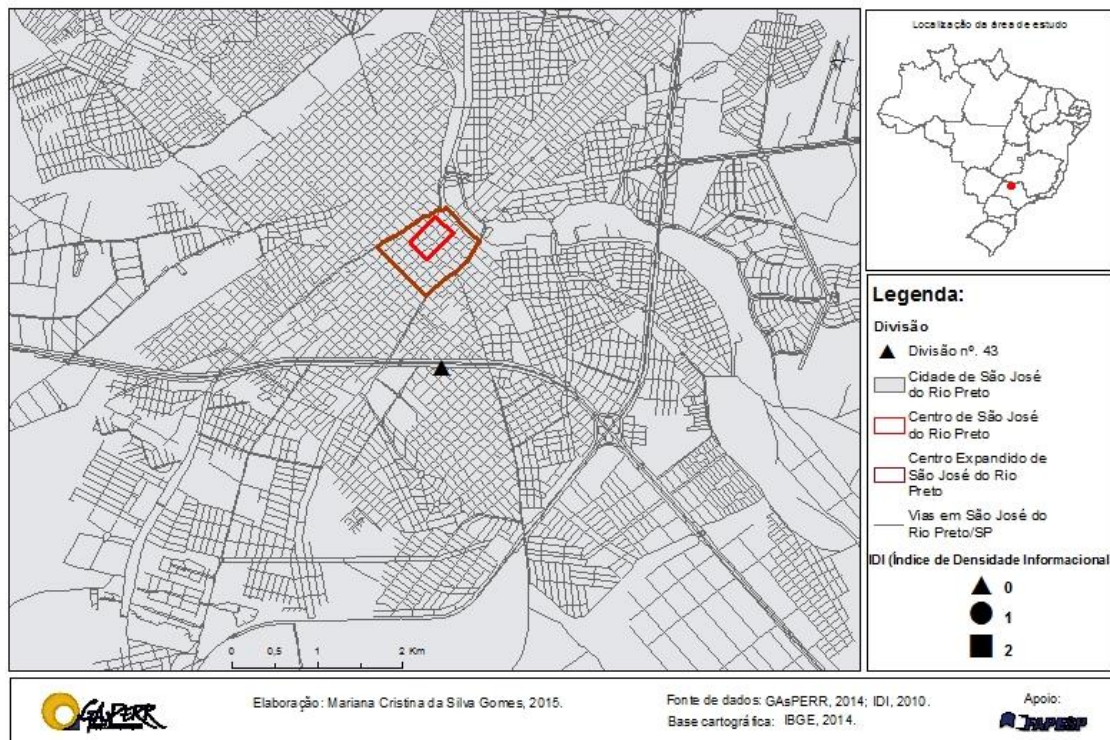 Localização da área de estudo
Legenda:
Divisão
Divisão nº. 43
Cidade de São José
do Rio Preto
Centro de São José
do Rio Preto
Centro Expandido de
São José do Rio
Preto
Vias em São José do
Rio Preto/SP
IDI (Índice de Densidade Informacional
0
1
2
0 0,5 1 2 Km
GAsPERR
Elaboração: Mariana Cristina da Silva Gomes, 2015.
Fonte de dados: GAsPERR, 2014; IDI, 2010.
Base cartográfica: IBGE, 2014.
Apoio:
FAPESP